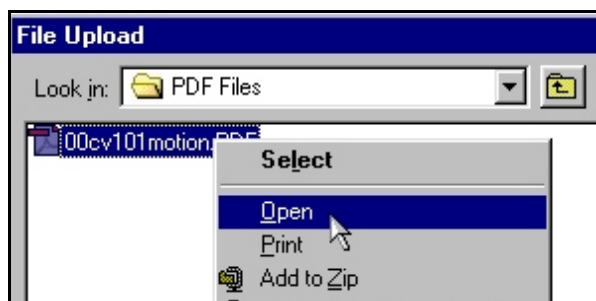 File Upload
Look in: PDF Files
00cv101motion.PDF
Select
Open
Print
Add to Zip